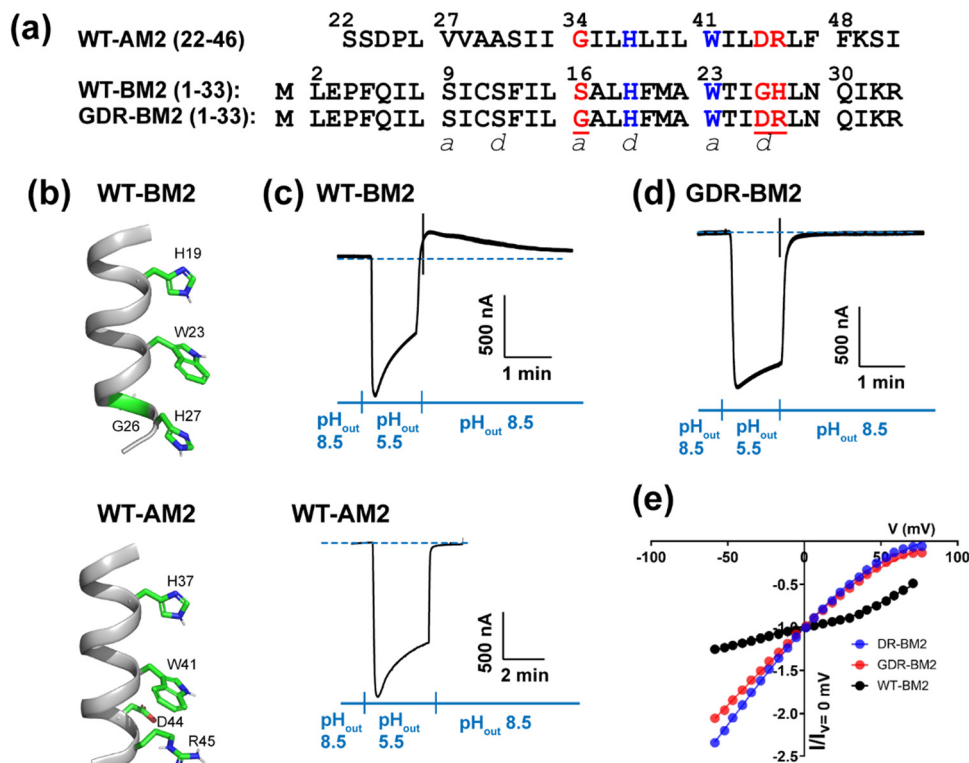 (a)
22 27 34 41 48
WT-AM2 (22-46) SSDPL VVAASII GILHLIL WILDRLF FKSI
2 9 16 23 30
WT-BM2 (1-33): M LEPFQIL SICSFIL SALHFMA WTIGHLN QIKR
GDR-BM2 (1-33): M LEPFQIL SICSFIL GALHFMA WTIDRLN QIKR
a d a d a d
(b)
WT-BM2
H19
W23
G26
H27
WT-AM2
H37
W41
D44
R45
(c)
WT-BM2
500 nA
1 min
pHout 8.5
pHout 5.5
pHout 8.5
WT-AM2
500 nA
2 min
pHout 8.5
pHout 5.5
pHout 8.5
(d)
GDR-BM2
500 nA
1 min
pHout 8.5
pHout 5.5
pHout 8.5
(e)
V (mV)
-100 -50 0 50 100
-0.5
-1.0
-1.5
-2.0
-2.5
I/Iv= 0 mV
DR-BM2
GDR-BM2
WT-BM2